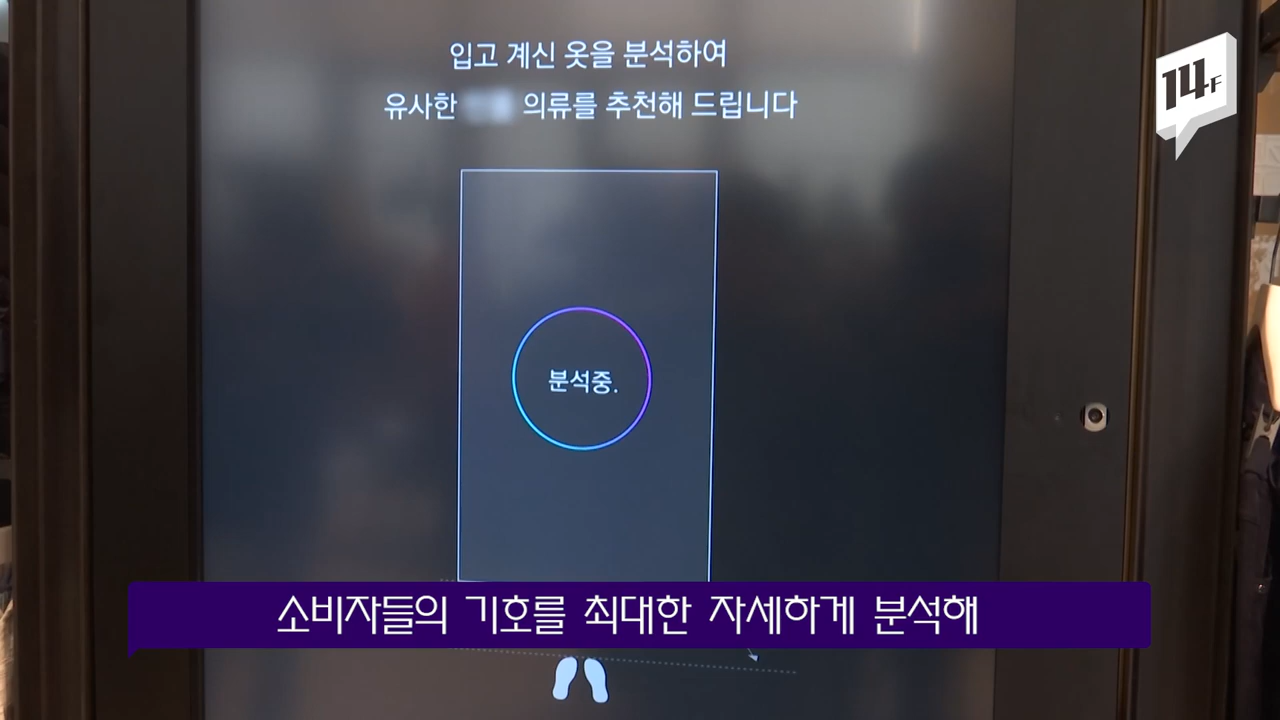 입고 계신 옷을 분석하여
유사한 의류를 추천해 드립니다
14F
분석중.
소비자들의 기호를 최대한 자세하게 분석해